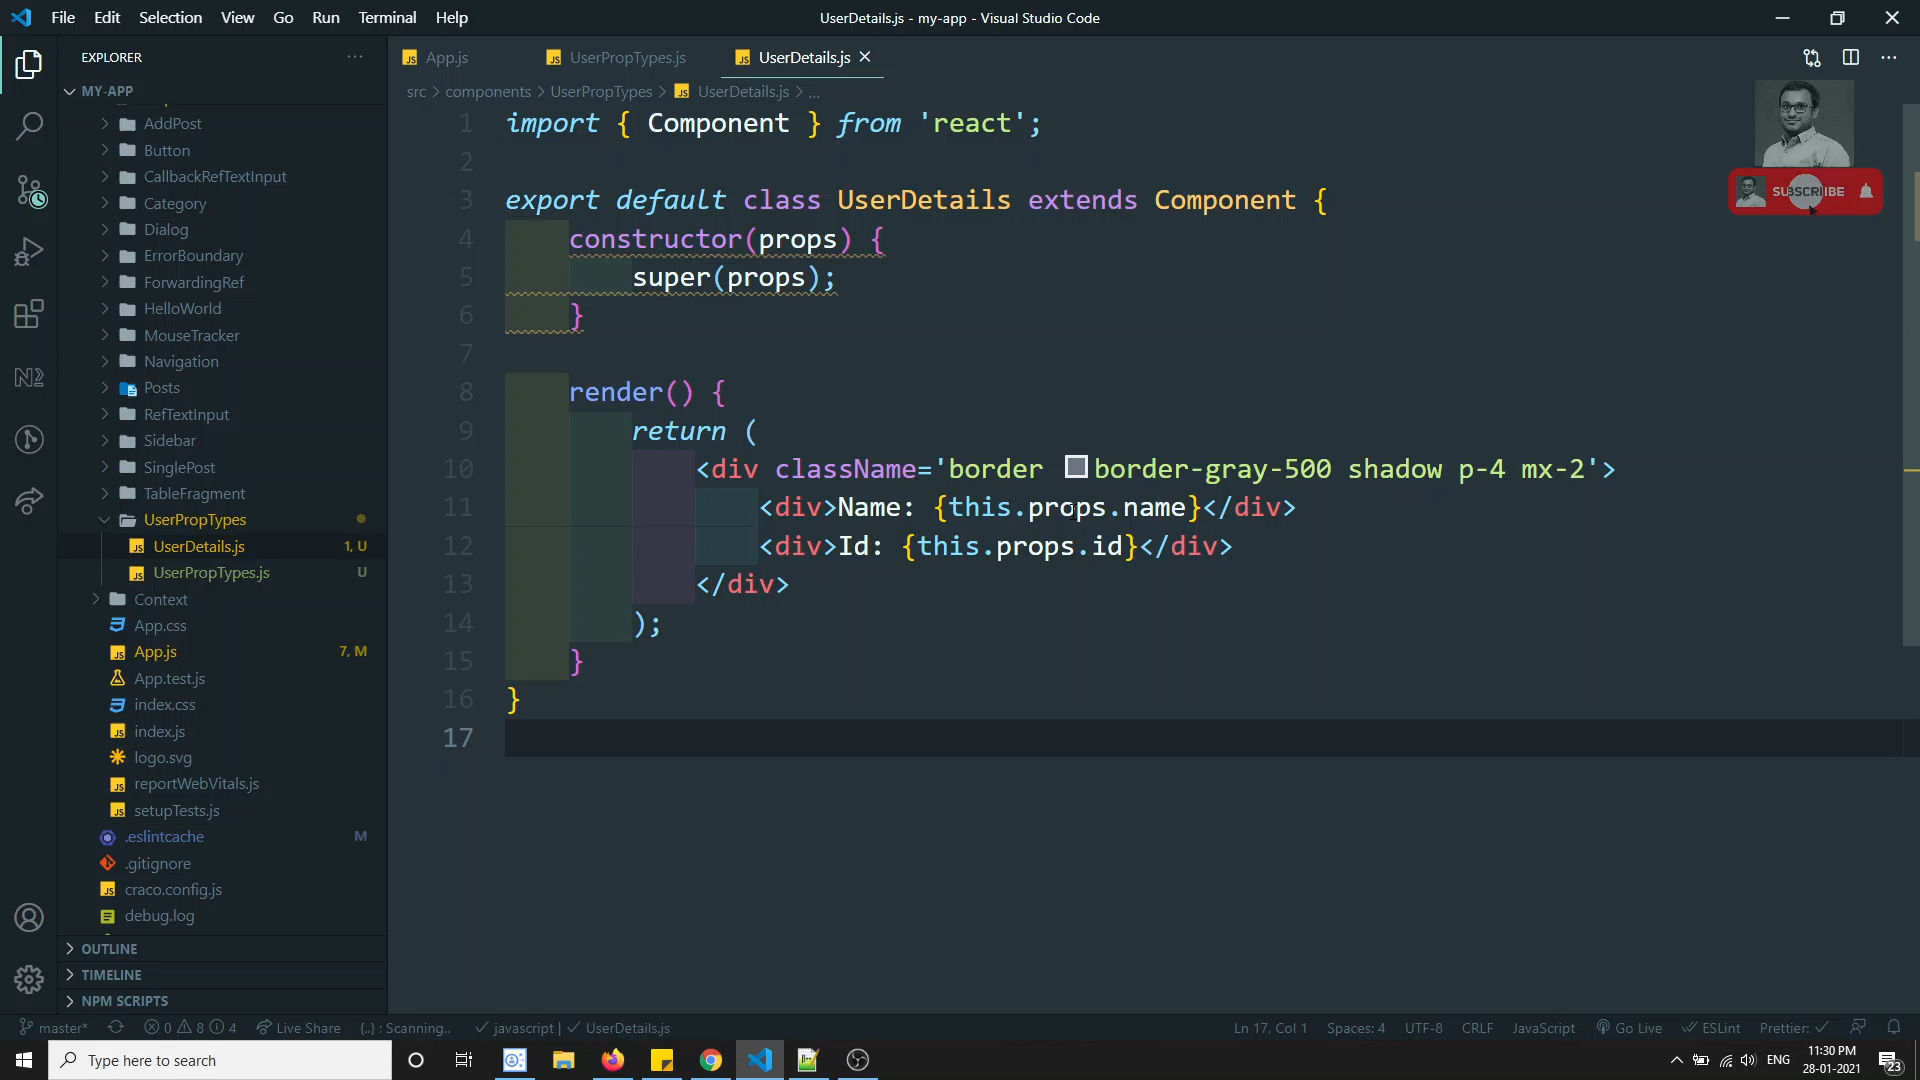 File Edit Selection View Go Run Terminal Help
UserDetails.js - my-app - Visual Studio Code
EXPLORER
MY-APP
AddPost
Button
CallbackRefTextInput
Category
Dialog
ErrorBoundary
ForwardingRef
HelloWorld
MouseTracker
Navigation
Posts
RefTextInput
Sidebar
SinglePost
TableFragment
UserPropTypes
UserDetails.js 1, U
UserPropTypes.js U
Context
App.css
App.js 7, M
App.test.js
index.css
index.js
logo.svg
reportWebVitals.js
setupTests.js
.eslintcache M
.gitignore
craco.config.js
debug.log
OUTLINE
TIMELINE
NPM SCRIPTS
App.js UserPropTypes.js UserDetails.js
src > components > UserPropTypes > UserDetails.js > ...
1 import { Component } from 'react';
2
3 export default class UserDetails extends Component {
4 constructor(props) {
5 super(props);
6 }
7
8 render() {
9 return (
10 <div className='border border-gray-500 shadow p-4 mx-2'>
11 <div>Name: {this.props.name}</div>
12 <div>Id: {this.props.id}</div>
13 </div>
14 );
15 }
16 }
17
SUBSCRIBE
master* 0 8 4 Live Share {..} : Scanning.. javascript | UserDetails.js
Ln 17, Col 1 Spaces: 4 UTF-8 CRLF JavaScript Go Live ESLint Prettier:
Type here to search
ENG
11:30 PM
28-01-2021
23